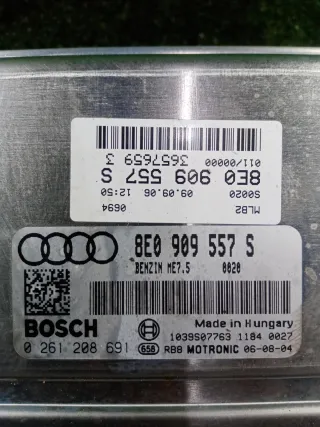 0694
S0020 09.09.06 12:50 MLB2
8E0 909 557 S
011/00000 3657659 3
8E0 909 557 S
BENZIN ME7.5 0020
BOSCH
Made in Hungary
1039S07763 1184 0027
0 261 208 691 658 RBB MOTRONIC 06-08-04